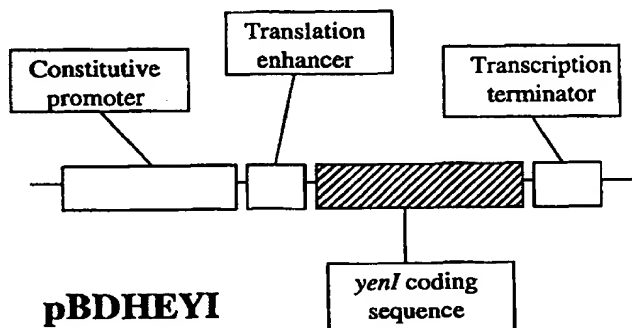 Translation
enhancer
Constitutive
promoter
Transcription
terminator
yenI coding
sequence
pBDHEYI